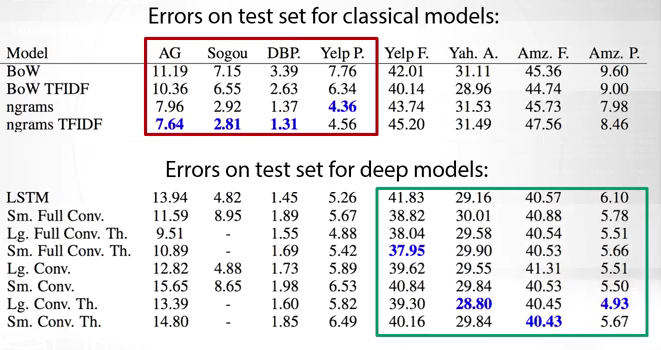 Errors on test set for classical models:
Model AG Sogou DBP. Yelp P. Yelp F. Yah. A. Amz. F. Amz. P.
BoW 11.19 7.15 3.39 7.76 42.01 31.11 45.36 9.60
BoW TFIDF 10.36 6.55 2.63 6.34 40.14 28.96 44.74 9.00
ngrams 7.96 2.92 1.37 4.36 43.74 31.53 45.73 7.98
ngrams TFIDF 7.64 2.81 1.31 4.56 45.20 31.49 47.56 8.46
Errors on test set for deep models:
LSTM 13.94 4.82 1.45 5.26 41.83 29.16 40.57 6.10
Sm. Full Conv. 11.59 8.95 1.89 5.67 38.82 30.01 40.88 5.78
Lg. Full Conv. Th. 9.51 - 1.55 4.88 38.04 29.58 40.54 5.51
Sm. Full Conv. Th. 10.89 - 1.69 5.42 37.95 29.90 40.53 5.66
Lg. Conv. 12.82 4.88 1.73 5.89 39.62 29.55 41.31 5.51
Sm. Conv. 15.65 8.65 1.98 6.53 40.84 29.84 40.53 5.50
Lg. Conv. Th. 13.39 - 1.60 5.82 39.30 28.80 40.45 4.93
Sm. Conv. Th. 14.80 - 1.85 6.49 40.16 29.84 40.43 5.67